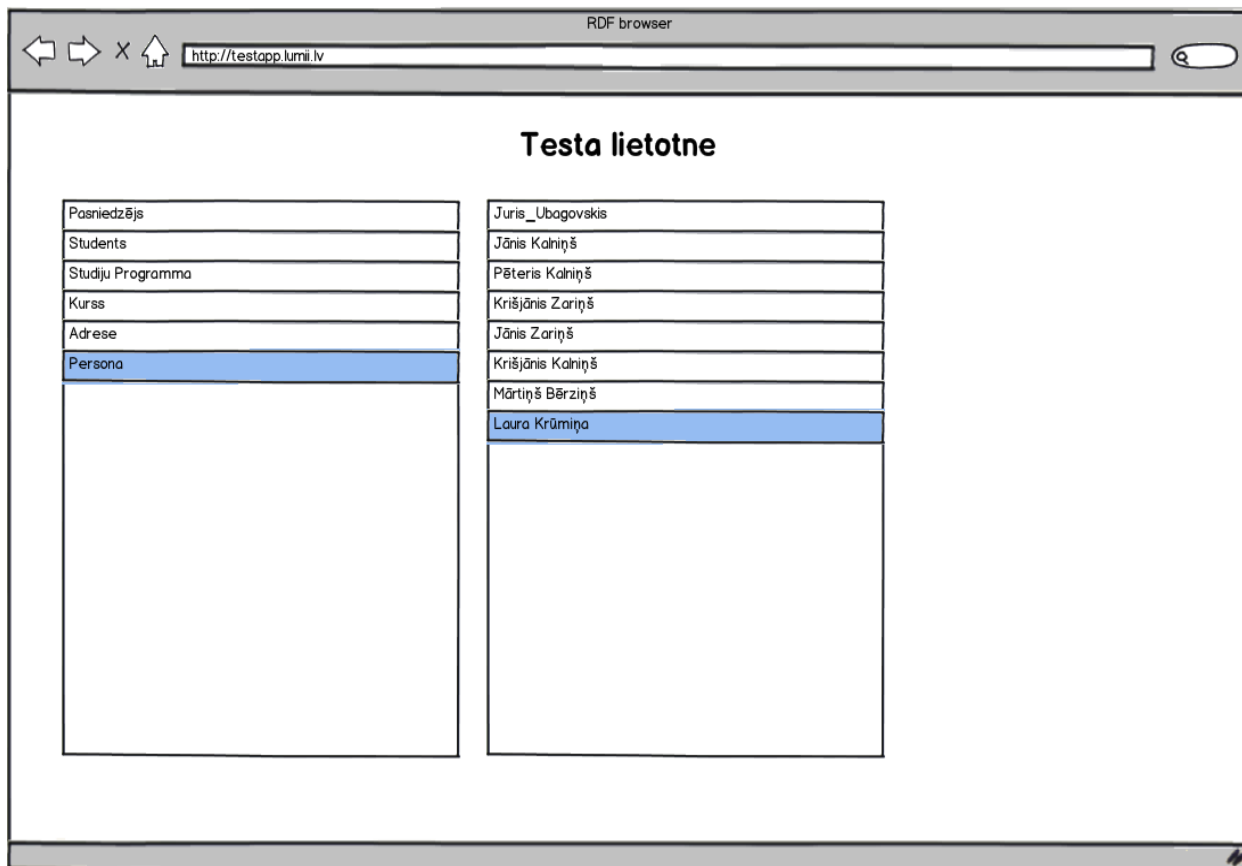 RDF browser
http://testapp.lumii.lv
Testa lietotne
Pasniedzējs
Students
Studiju Programma
Kurss
Adrese
Persona
Juris_Ubagovskis
Jānis Kalniņš
Pēteris Kalniņš
Krišjānis Zariņš
Jānis Zariņš
Krišjānis Kalniņš
Mārtiņš Bērziņš
Laura Krūmiņa